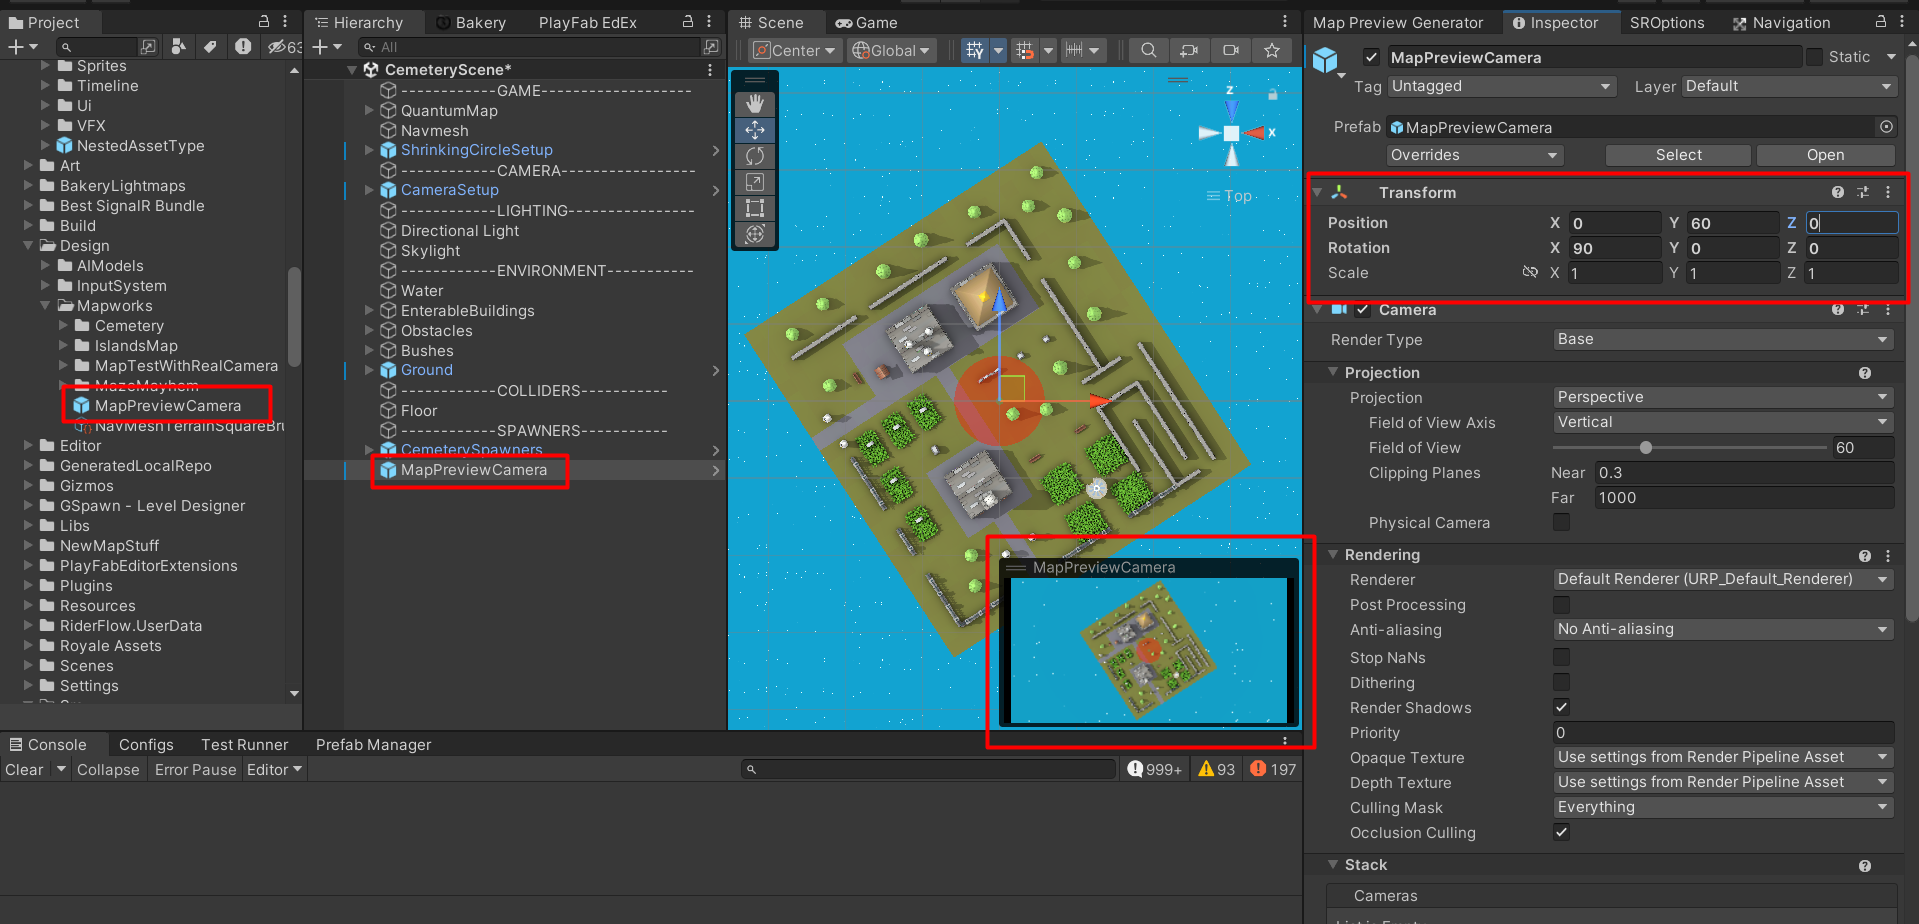 Project
63
Sprites
Timeline
Ui
VFX
NestedAssetType
Art
BakeryLightmaps
Best SignalR Bundle
Build
Design
AIModels
InputSystem
Mapworks
Cemetery
IslandsMap
MapTestWithRealCamera
MazeMayhem
MapPreviewCamera
NavMeshTerrainSquareBru
Editor
GeneratedLocalRepo
Gizmos
GSpawn - Level Designer
Libs
NewMapStuff
PlayFabEditorExtensions
Plugins
Resources
RiderFlow.UserData
Royale Assets
Scenes
Settings
Hierarchy
Bakery
PlayFab EdEx
All
CemeteryScene*
------------GAME-------------------
QuantumMap
Navmesh
ShrinkingCircleSetup
------------CAMERA-----------------
CameraSetup
------------LIGHTING----------------
Directional Light
Skylight
------------ENVIRONMENT-----------
Water
EnterableBuildings
Obstacles
Bushes
Ground
------------COLLIDERS-----------
Floor
------------SPAWNERS-----------
CemeterySpawners
MapPreviewCamera
Scene
Game
Center
Global
z
x
Top
MapPreviewCamera
Map Preview Generator
Inspector
SROptions
Navigation
MapPreviewCamera
Static
Tag Untagged
Layer Default
Prefab MapPreviewCamera
Overrides
Select
Open
Transform
Position X 0 Y 60 Z 0
Rotation X 90 Y 0 Z 0
Scale X 1 Y 1 Z 1
Camera
Render Type Base
Projection
Projection Perspective
Field of View Axis Vertical
Field of View 60
Clipping Planes Near 0.3
Far 1000
Physical Camera
Rendering
Renderer Default Renderer (URP_Default_Renderer)
Post Processing
Anti-aliasing No Anti-aliasing
Stop NaNs
Dithering
Render Shadows
Priority 0
Opaque Texture Use settings from Render Pipeline Asset
Depth Texture Use settings from Render Pipeline Asset
Culling Mask Everything
Occlusion Culling
Stack
Cameras
Console
Configs
Test Runner
Prefab Manager
Clear
Collapse
Error Pause
Editor
999+
93
197